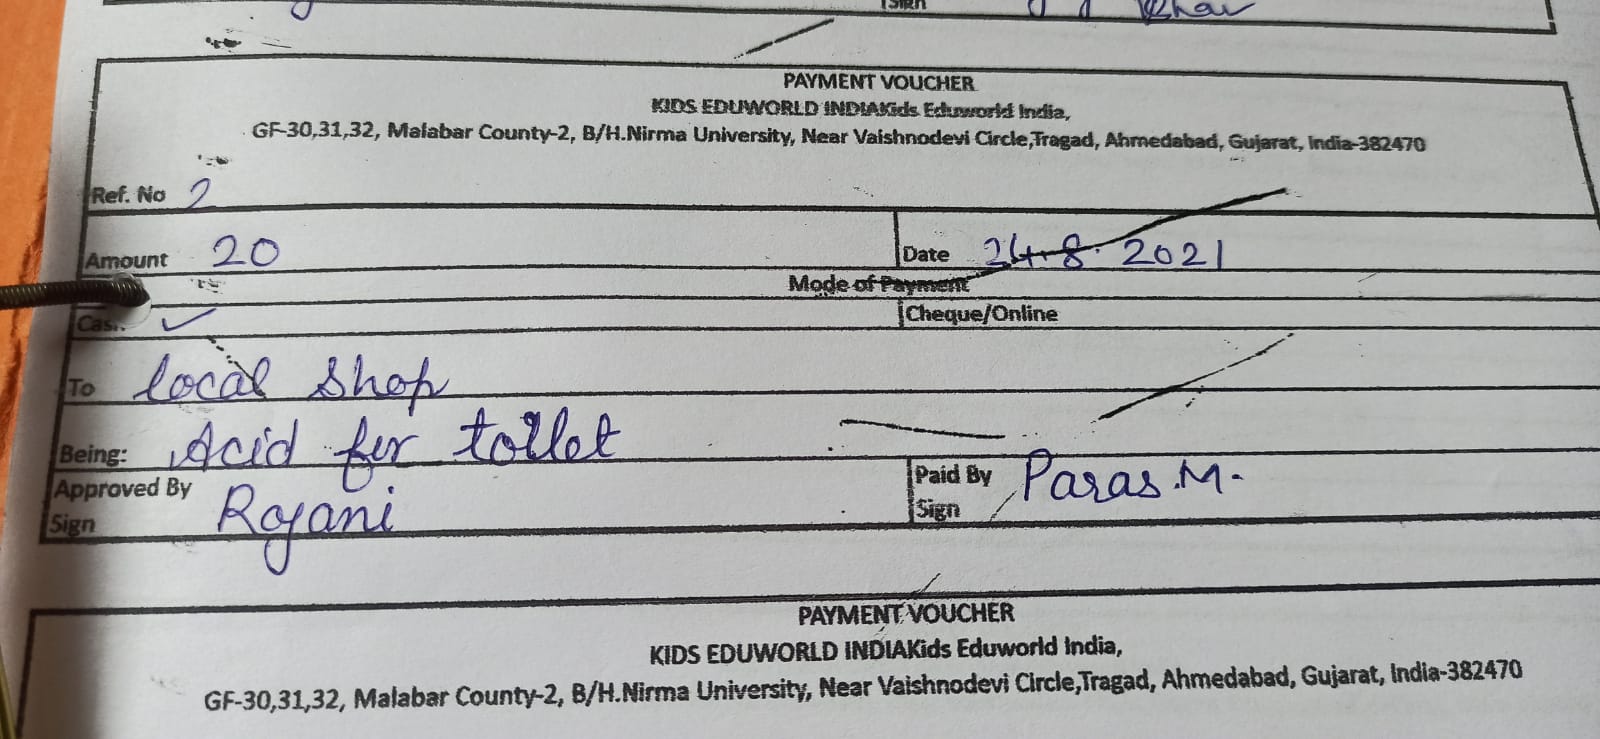 Sign
PAYMENT VOUCHER
KIDS EDUWORLD INDIAKids Eduworld India,
GF-30,31,32, Malabar County-2, B/H.Nirma University, Near Vaishnodevi Circle,Tragad, Ahmedabad, Gujarat, India-382470
Ref. No 2
Amount 20 Date 24.8.2021
Mode of Payment
Cash ✓ Cheque/Online
To local shop
Being: Acid for toilet
Approved By Sign Rojani Paid By Sign Paras.M.
PAYMENT VOUCHER
KIDS EDUWORLD INDIAKids Eduworld India,
GF-30,31,32, Malabar County-2, B/H.Nirma University, Near Vaishnodevi Circle,Tragad, Ahmedabad, Gujarat, India-382470